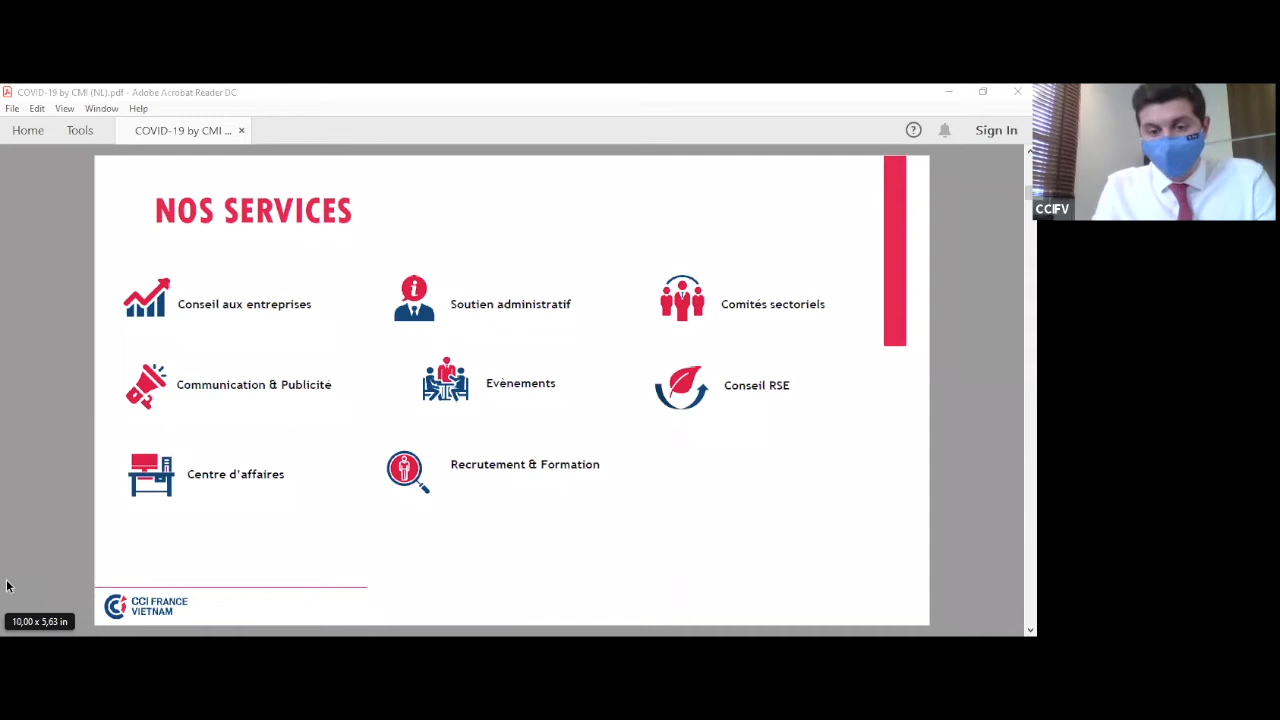 COVID-19 by CMI (NL).pdf - Adobe Acrobat Reader DC
File Edit View Window Help
Home Tools COVID-19 by CMI ... × Sign In
CCIFV
NOS SERVICES
Conseil aux entreprises
Soutien administratif
Comités sectoriels
Communication & Publicité
Evènements
Conseil RSE
Centre d'affaires
Recrutement & Formation
CCI FRANCE
VIETNAM
10,00 x 5,63 in